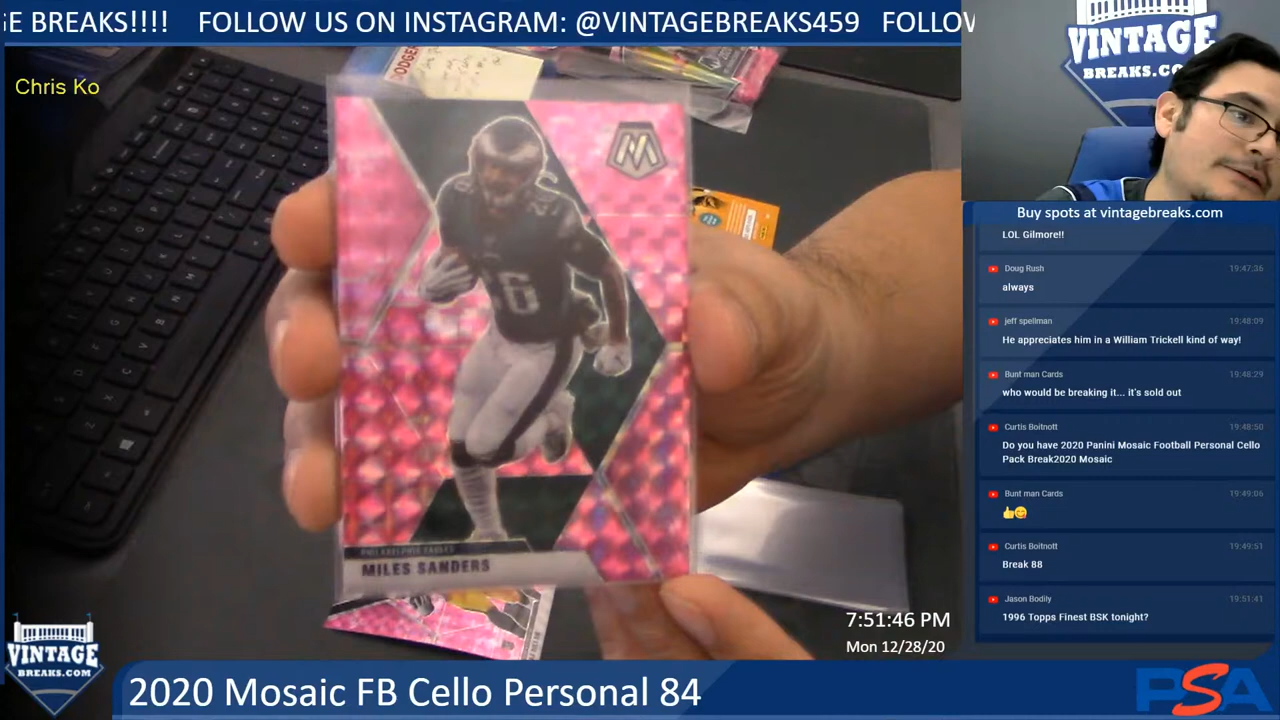 E BREAKS!!!! FOLLOW US ON INSTAGRAM: @VINTAGEBREAKS459 FOLLOW
VINTAGE
BREAKS.CO
Chris Ko
DODGER
M
26
PHILADELPHIA EAGLES
MILES SANDERS
Buy spots at vintagebreaks.com
LOL Gilmore!!
Doug Rush 19:47:36
always
jeff spellman 19:48:09
He appreciates him in a William Trickell kind of way!
Bunt man Cards 19:48:29
who would be breaking it... it's sold out
Curtis Boitnott 19:48:50
Do you have 2020 Panini Mosaic Football Personal Cello
Pack Break2020 Mosaic
Bunt man Cards 19:49:06
👍😋
Curtis Boitnott 19:49:51
Break 88
Jason Bodily 19:51:41
1996 Topps Finest BSK tonight?
7:51:46 PM
Mon 12/28/20
VINTAGE
BREAKS.COM
2020 Mosaic FB Cello Personal 84
PSA